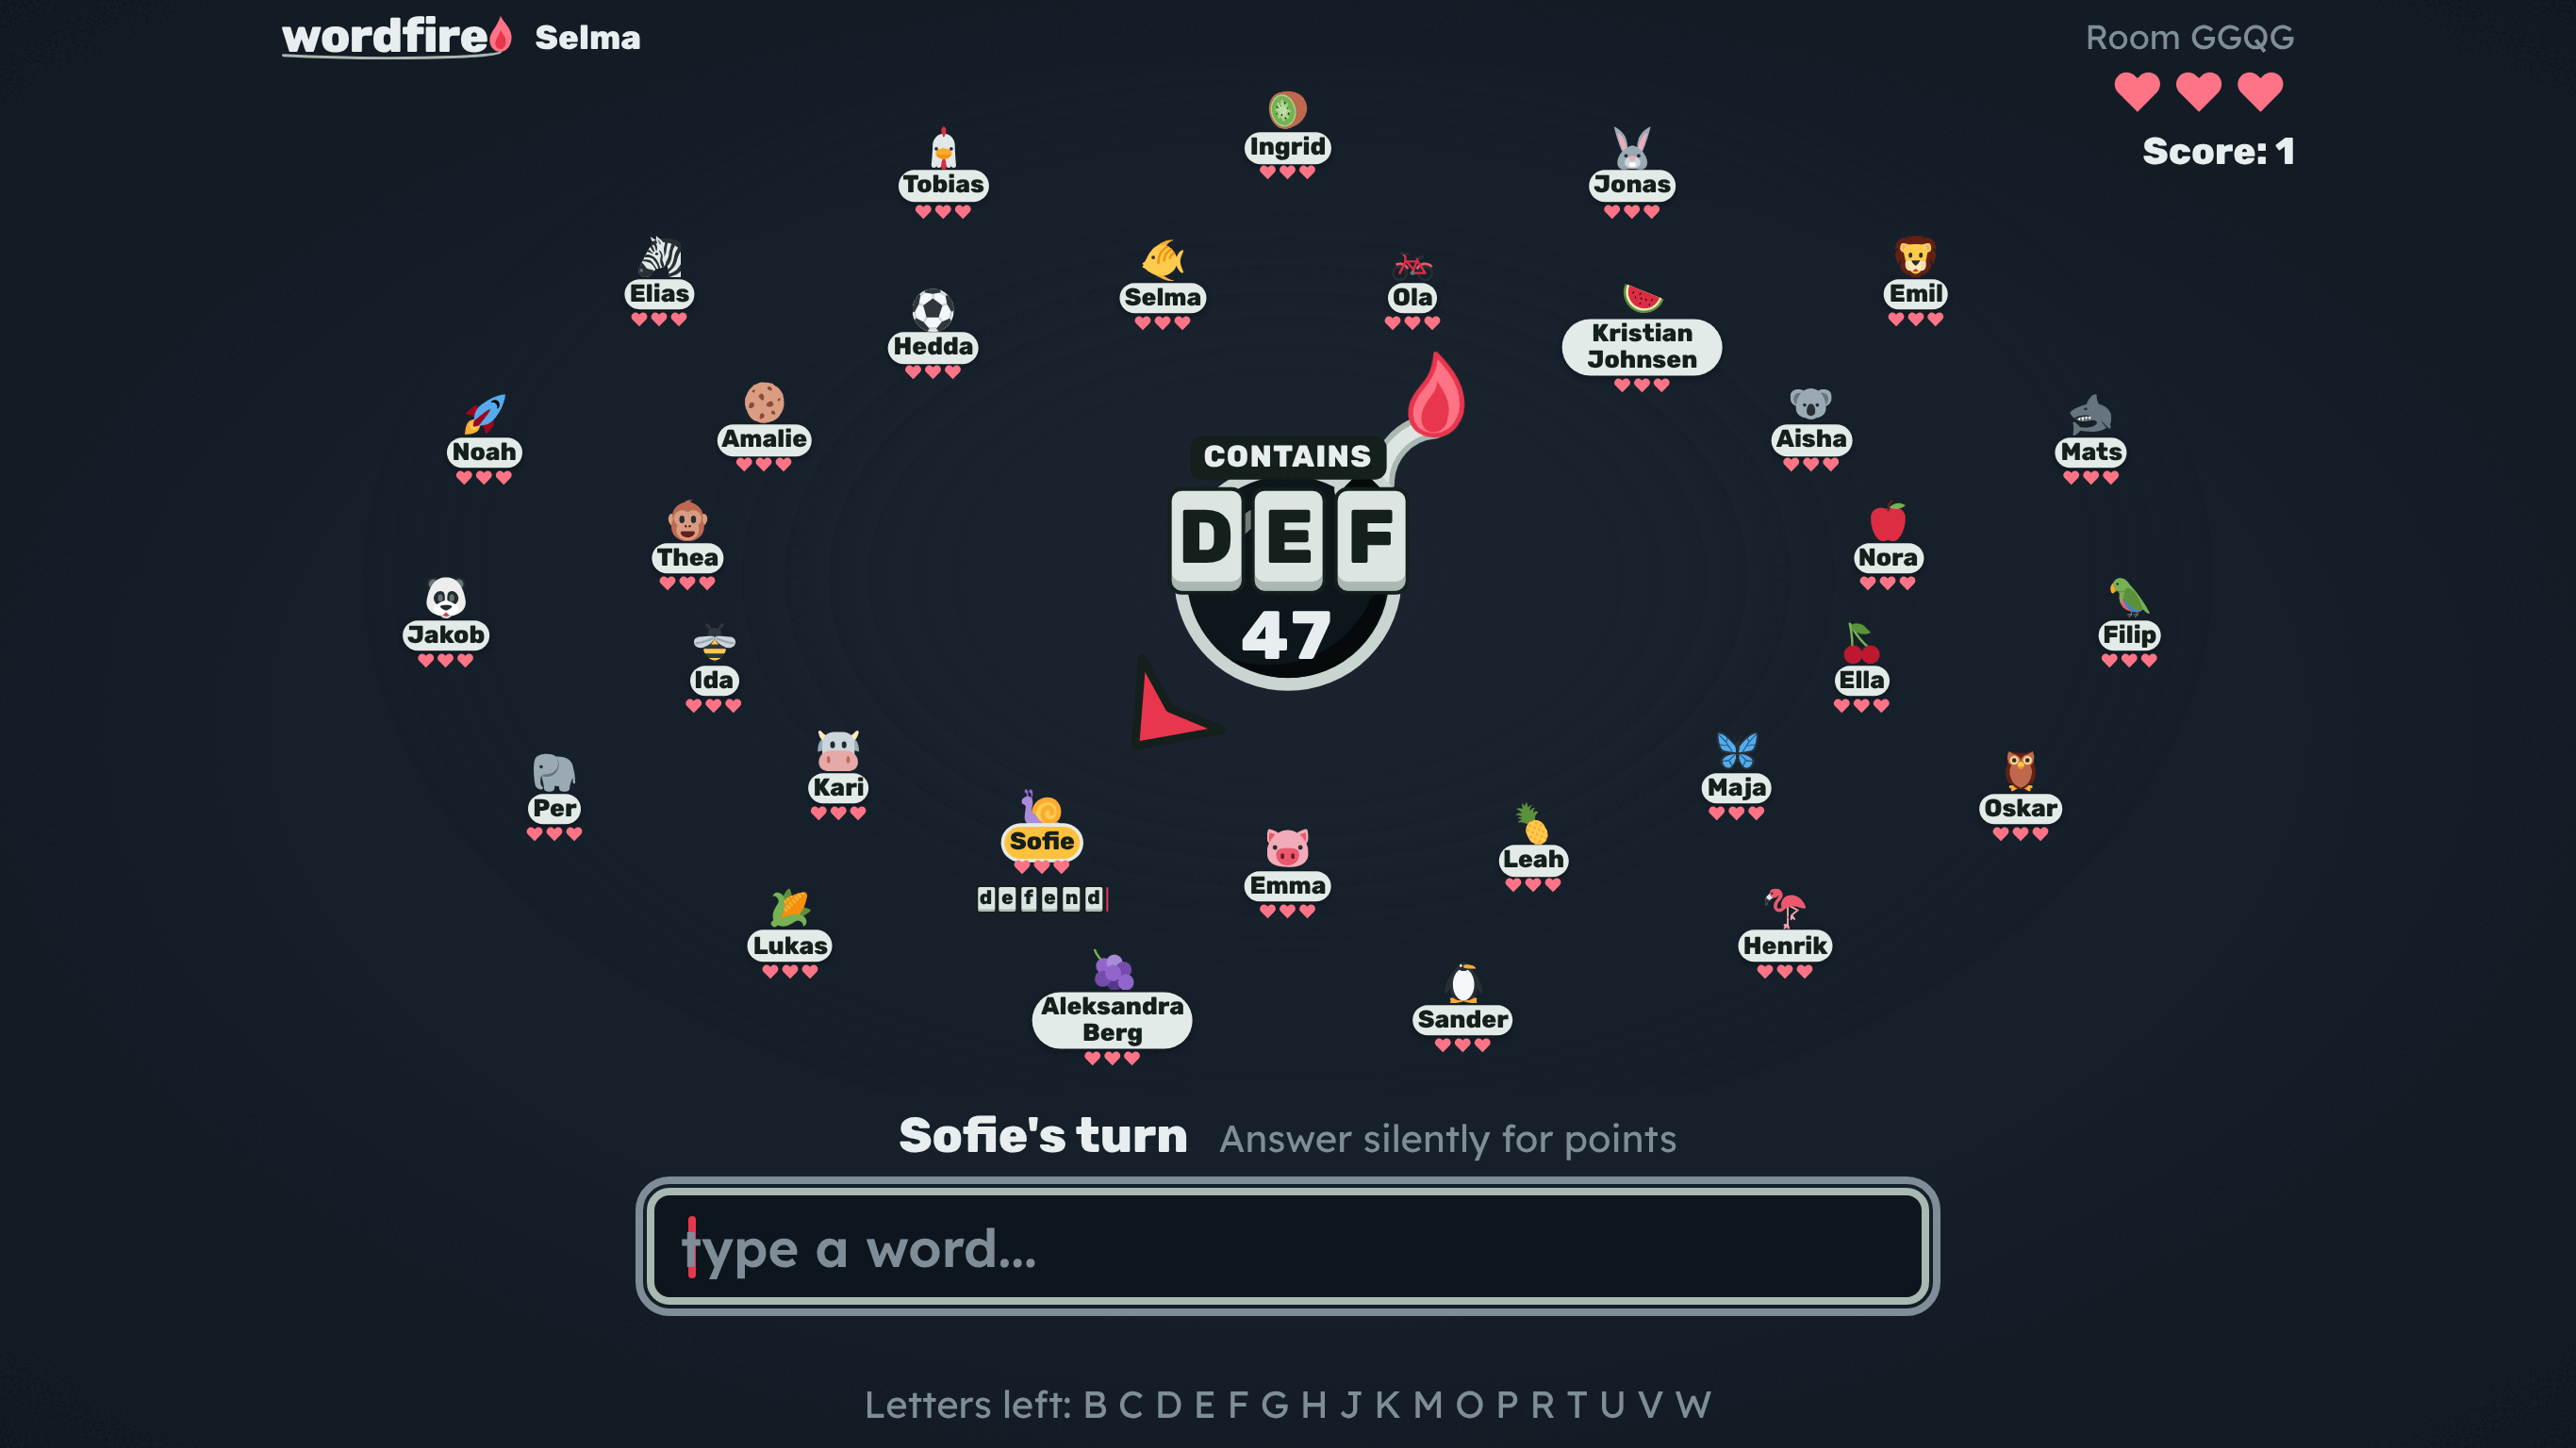 wordfire Selma
Room GGQG
Score: 1
Ingrid
Tobias
Jonas
Elias
Selma
Ola
Emil
Hedda
Kristian
Johnsen
Noah
Amalie
Aisha
Mats
CONTAINS
DEF
47
Thea
Nora
Jakob
Filip
Ida
Ella
Per
Kari
Maja
Oskar
Sofie
defend
Emma
Leah
Lukas
Henrik
Aleksandra
Berg
Sander
Sofie's turn Answer silently for points
type a word...
Letters left: B C D E F G H J K M O P R T U V W